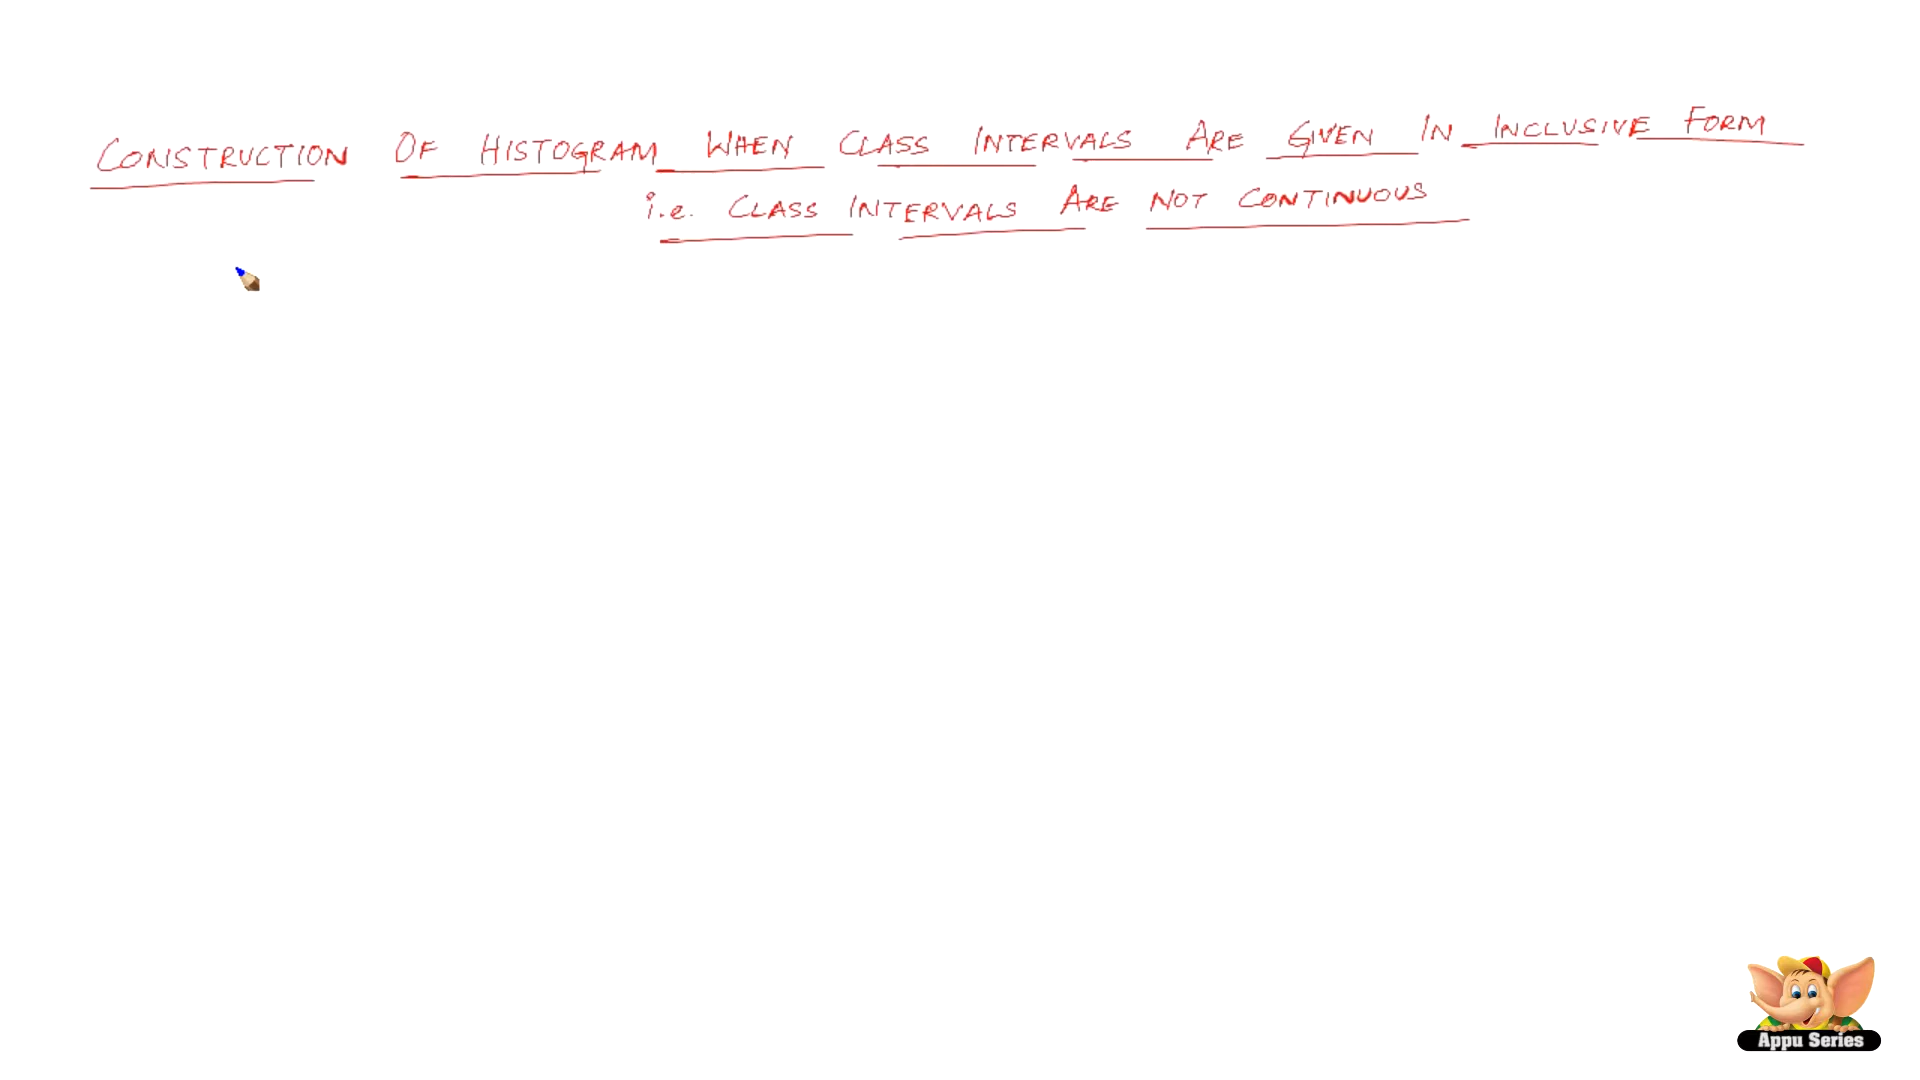 CONSTRUCTION OF HISTOGRAM WHEN CLASS INTERVALS ARE GIVEN IN INCLUSIVE FORM
i.e. CLASS INTERVALS ARE NOT CONTINUOUS
Appu Series